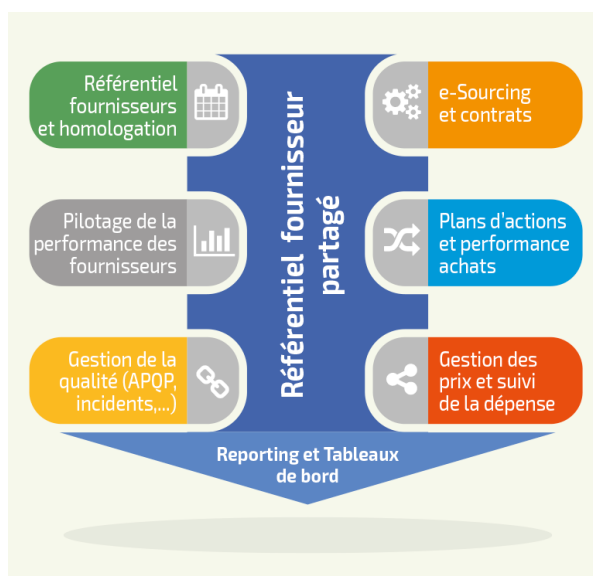 Référentiel
fournisseurs
et homologation
Pilotage de la
performance des
fournisseurs
Gestion de la
qualité (APQP,
incidents,...)
Référentiel fournisseur
partagé
e-Sourcing
et contrats
Plans d’actions
et performance
achats
Gestion des
prix et suivi
de la dépense
Reporting et Tableaux
de bord